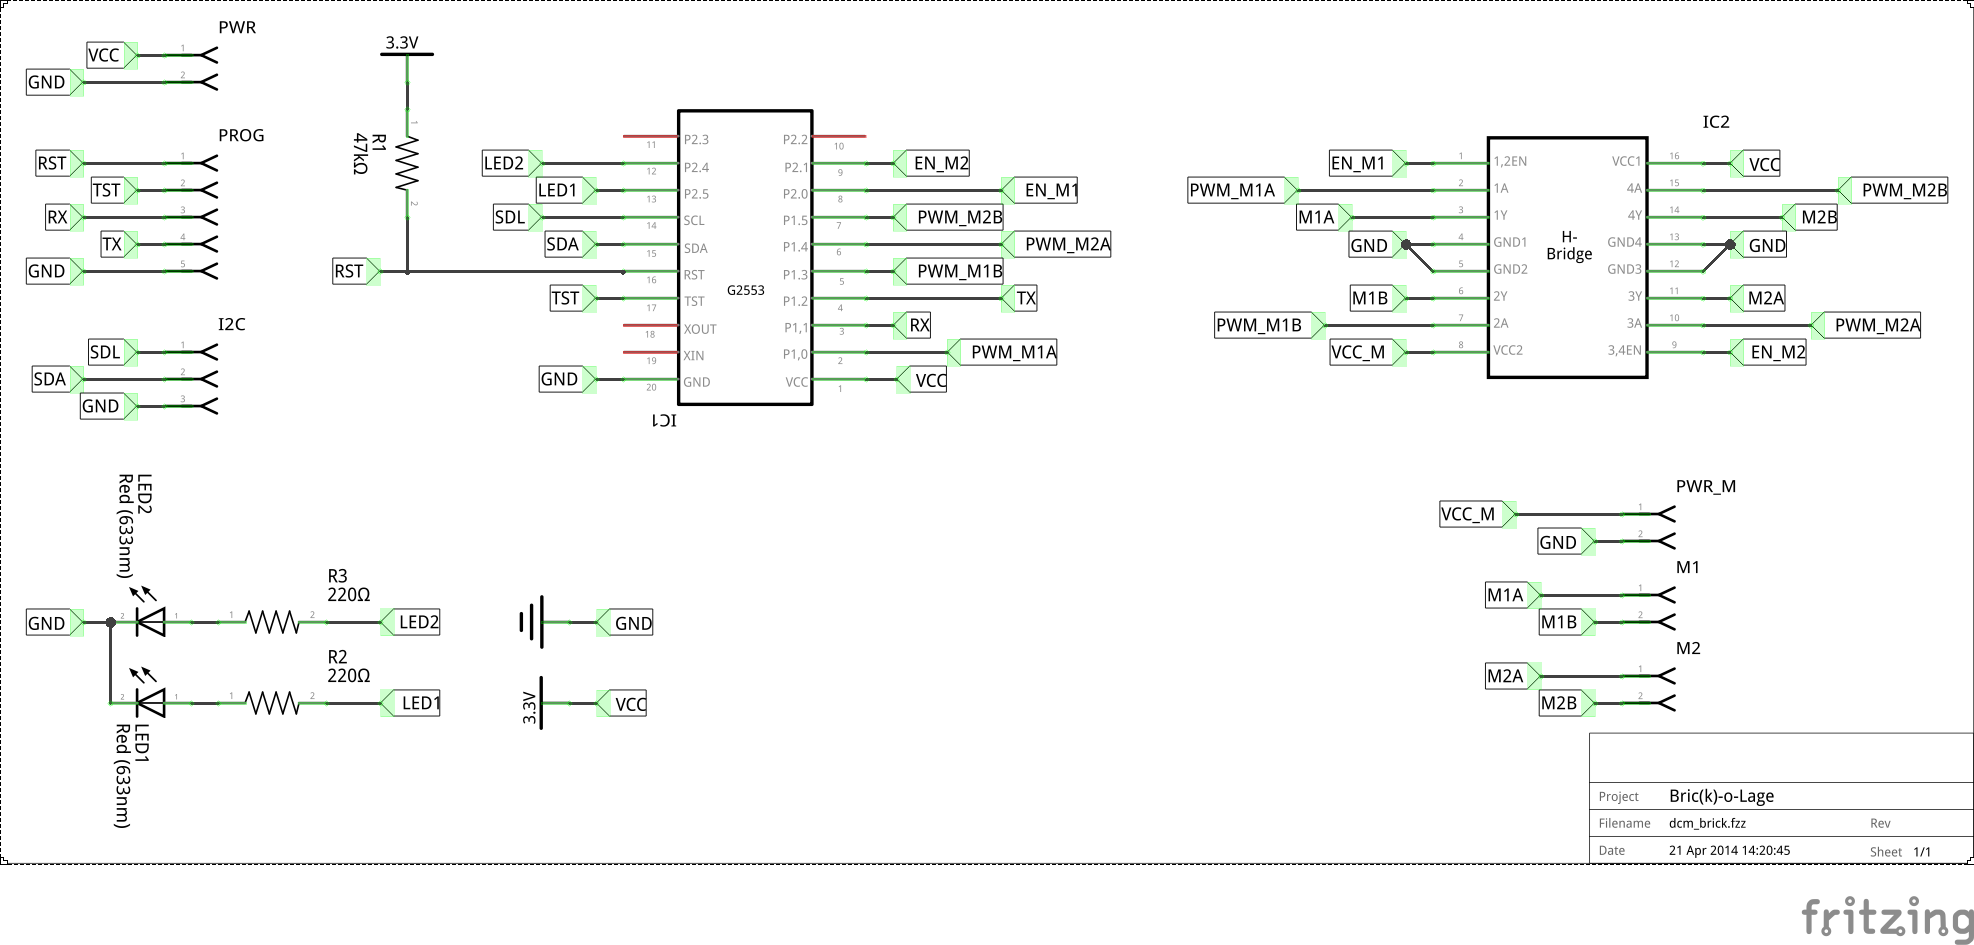 PWR
VCC 1
GND 2
PROG
RST 1
TST 2
RX 3
TX 4
GND 5
I2C
SDL 1
SDA 2
GND 3
3.3V
1
R1
47kΩ
2
RST
LED2
LED1
SDL
SDA
TST
GND
11 P2.3
12 P2.4
13 P2.5
14 SCL
15 SDA
16 RST
17 TST
18 XOUT
19 XIN
20 GND
G2553
P2.2 10
P2.1 9
P2.0 8
P1.5 7
P1.4 6
P1.3 5
P1.2 4
P1,1 3
P1,0 2
VCC 1
EN_M2
EN_M1
PWM_M2B
PWM_M2A
PWM_M1B
TX
RX
PWM_M1A
VCC
IC1
IC2
EN_M1 1 1,2EN
PWM_M1A 2 1A
M1A 3 1Y
GND 4 GND1
5 GND2
M1B 6 2Y
PWM_M1B 7 2A
VCC_M 8 VCC2
H-
Bridge
VCC1 16 VCC
4A 15 PWM_M2B
4Y 14 M2B
GND4 13 GND
GND3 12
3Y 11 M2A
3A 10 PWM_M2A
3,4EN 9 EN_M2
LED2
Red (633nm)
R3
220Ω
GND 2 1 1 2 LED2
R2
220Ω
2 1 1 2 LED1
LED1
Red (633nm)
GND
3.3V
VCC
PWR_M
VCC_M 1
GND 2
M1
M1A 1
M1B 2
M2
M2A 1
M2B 2
Project Bric(k)-o-Lage
Filename dcm_brick.fzz Rev
Date 21 Apr 2014 14:20:45 Sheet 1/1
fritzing